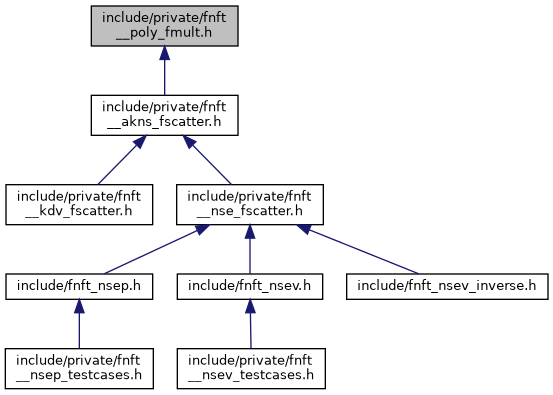 include/private/fnft
__poly_fmult.h
include/private/fnft
__akns_fscatter.h
include/private/fnft
__kdv_fscatter.h
include/private/fnft
__nse_fscatter.h
include/fnft_nsep.h
include/fnft_nsev.h
include/fnft_nsev_inverse.h
include/private/fnft
__nsep_testcases.h
include/private/fnft
__nsev_testcases.h